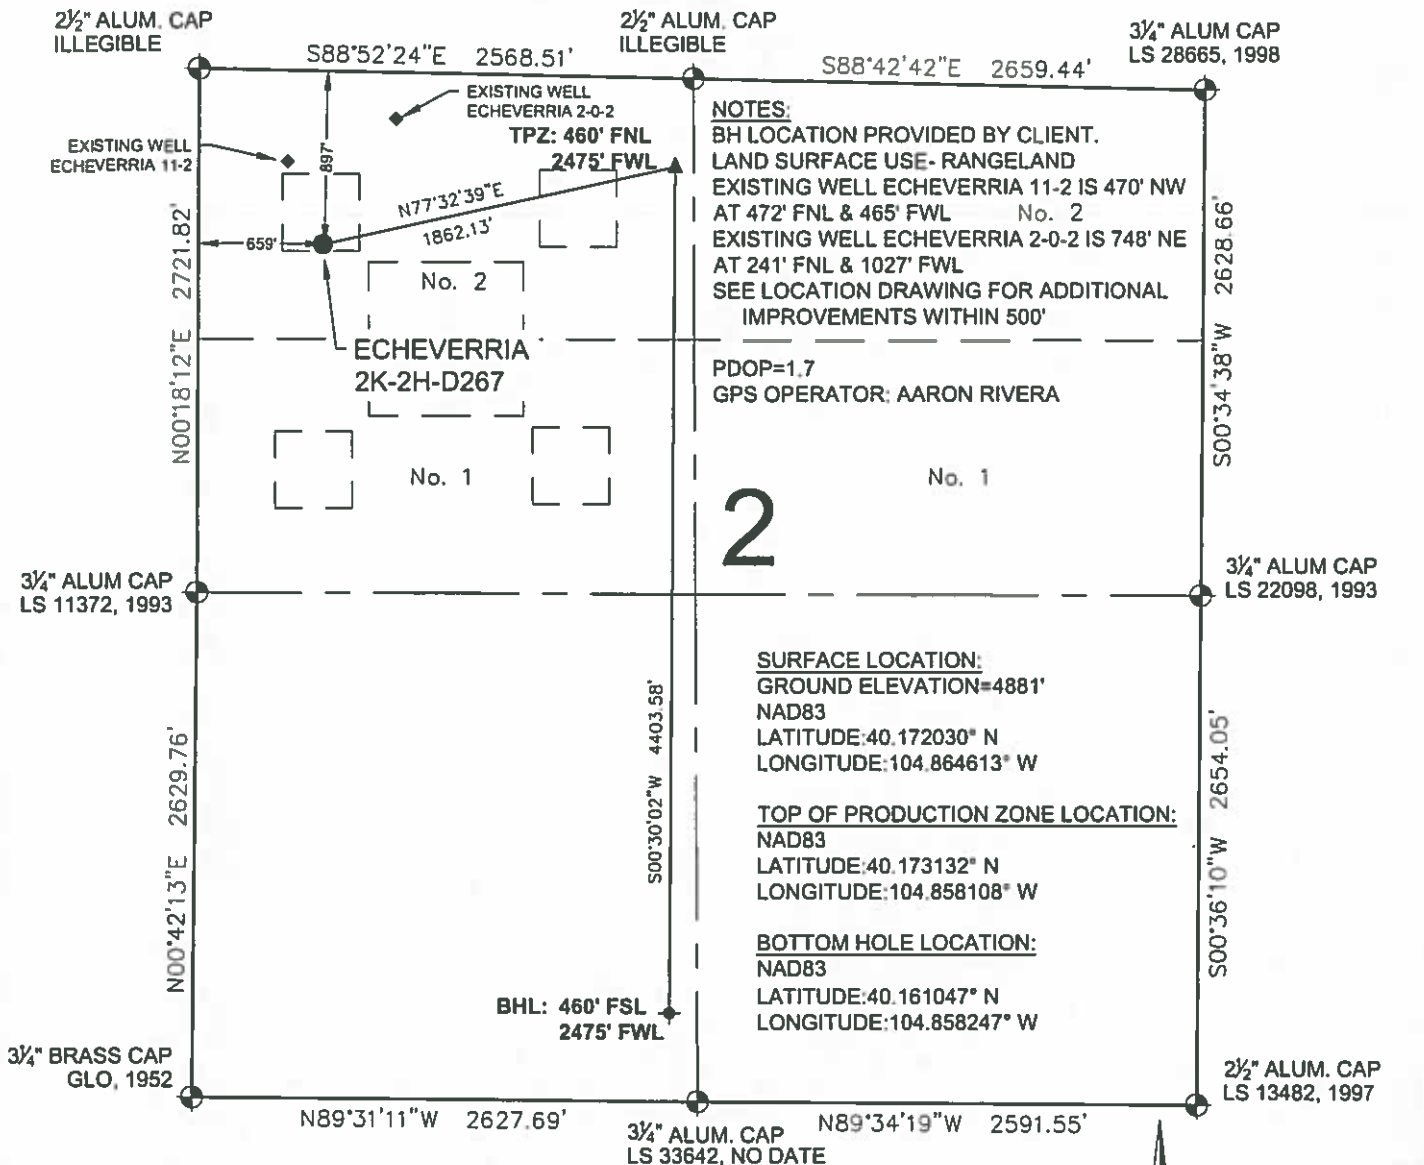 2½" ALUM. CAP
ILLEGIBLE
2½" ALUM. CAP
ILLEGIBLE
3¼" ALUM CAP
LS 28665, 1998
S88°52'24"E 2568.51'
S88°42'42"E 2659.44'
EXISTING WELL
ECHEVERRIA 2-0-2
EXISTING WELL
ECHEVERRIA 11-2
TPZ: 460' FNL
2475' FWL
897'
659'
N77°32'39"E
1862.13'
No. 2
ECHEVERRIA
2K-2H-D267
No. 1
NOTES:
BH LOCATION PROVIDED BY CLIENT.
LAND SURFACE USE- RANGELAND
EXISTING WELL ECHEVERRIA 11-2 IS 470' NW
AT 472' FNL & 465' FWL
No. 2
EXISTING WELL ECHEVERRIA 2-0-2 IS 748' NE
AT 241' FNL & 1027' FWL
SEE LOCATION DRAWING FOR ADDITIONAL
IMPROVEMENTS WITHIN 500'
PDOP=1.7
GPS OPERATOR: AARON RIVERA
No. 1
2
N00°18'12"E 2721.82'
S00°34'38"W 2628.66'
3¼" ALUM CAP
LS 11372, 1993
3¼" ALUM CAP
LS 22098, 1993
SURFACE LOCATION:
GROUND ELEVATION=4881'
NAD83
LATITUDE:40.172030° N
LONGITUDE:104.864613° W
TOP OF PRODUCTION ZONE LOCATION:
NAD83
LATITUDE:40.173132° N
LONGITUDE:104.858108° W
BOTTOM HOLE LOCATION:
NAD83
LATITUDE:40.161047° N
LONGITUDE:104.858247° W
S00°30'02"W 4403.58'
N00°42'13"E 2629.76'
S00°36'10"W 2654.05'
BHL: 460' FSL
2475' FWL
3¼" BRASS CAP
GLO, 1952
2½" ALUM. CAP
LS 13482, 1997
N89°31'11"W 2627.69'
N89°34'19"W 2591.55'
3¼" ALUM. CAP
LS 33642, NO DATE